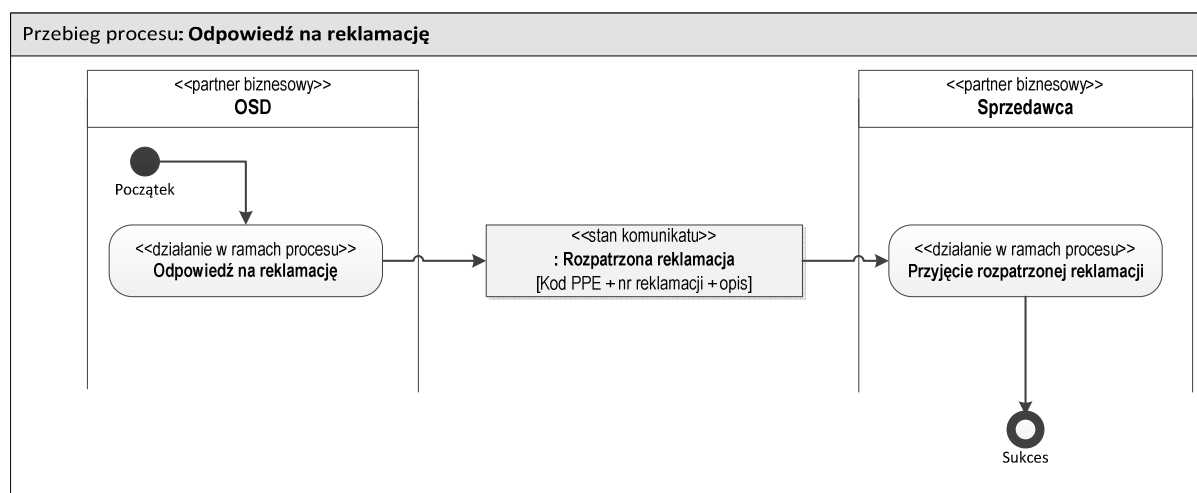 Przebieg procesu: Odpowiedź na reklamację
<<partner biznesowy>>
OSD
<<partner biznesowy>>
Sprzedawca
Początek
<<działanie w ramach procesu>>
Odpowiedź na reklamację
<<stan komunikatu>>
: Rozpatrzona reklamacja
[Kod PPE + nr reklamacji + opis]
<<działanie w ramach procesu>>
Przyjęcie rozpatrzonej reklamacji
Sukces